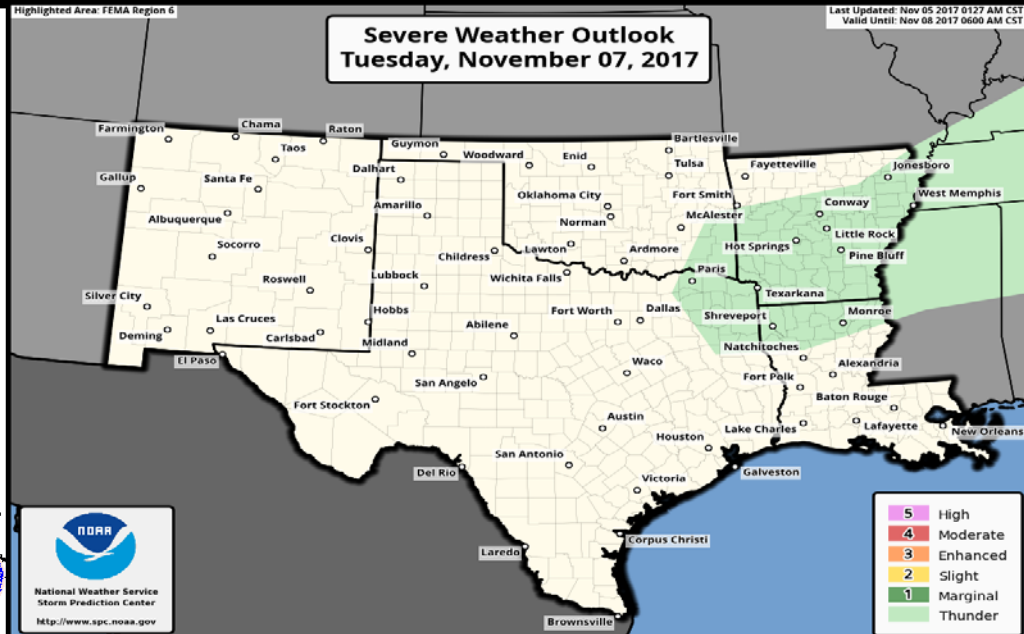 Highlighted Area: FEMA Region 6
Last Updated: Nov 05 2017 0127 AM CST
Valid Until: Nov 08 2017 0600 AM CST
Severe Weather Outlook
Tuesday, November 07, 2017
Farmington
Chama
Raton
Taos
Guymon
Woodward
Enid
Bartlesville
Tulsa
Fayetteville
Jonesboro
Gallup
Santa Fe
Dalhart
Amarillo
Oklahoma City
Norman
Fort Smith
McAlester
Conway
West Memphis
Albuquerque
Socorro
Clovis
Childress
Lawton
Ardmore
Hot Springs
Little Rock
Pine Bluff
Roswell
Lubbock
Wichita Falls
Paris
Texarkana
Silver City
Las Cruces
Hobbs
Fort Worth
Dallas
Shreveport
Monroe
Deming
Carlsbad
Midland
Abilene
Natchitoches
El Paso
San Angelo
Waco
Fort Polk
Alexandria
Fort Stockton
Austin
Baton Rouge
Lake Charles
Lafayette
New Orleans
Houston
Del Rio
San Antonio
Victoria
Galveston
Laredo
Corpus Christi
Brownsville
NOAA
National Weather Service
Storm Prediction Center
http://www.spc.noaa.gov
5 High
4 Moderate
3 Enhanced
2 Slight
1 Marginal
Thunder